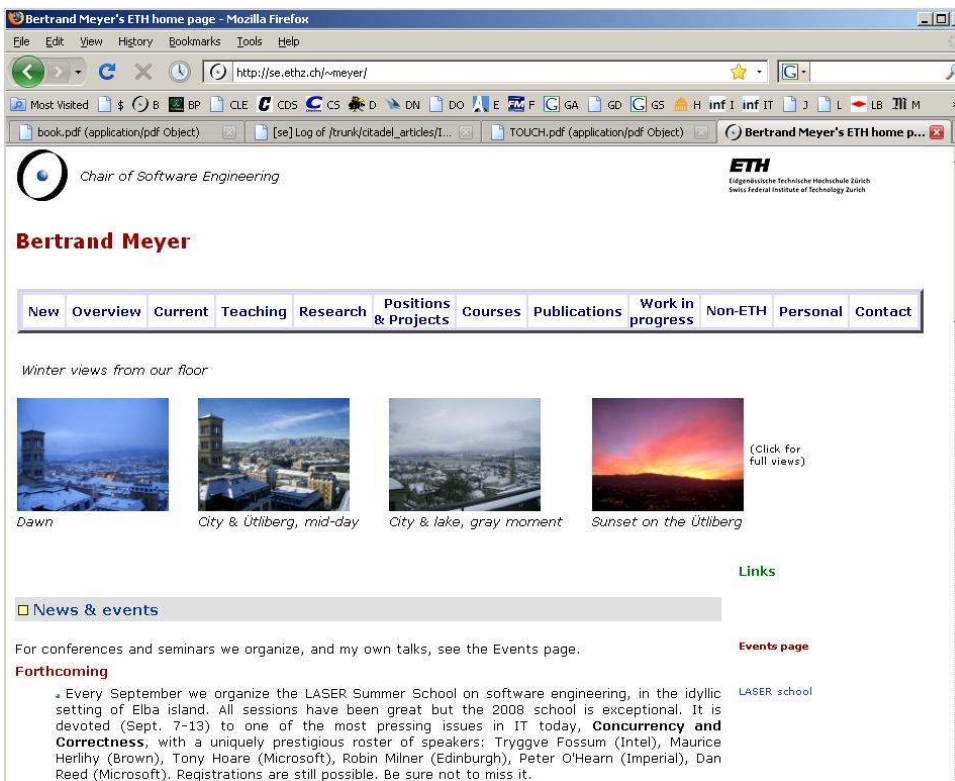 Bertrand Meyer's ETH home page - Mozilla Firefox
File Edit View History Bookmarks Tools Help
http://se.ethz.ch/~meyer/
G
Most Visited $ B BP CLE CDS CS D DN DO E F GA GD GS H inf I inf IT J L LB M
book.pdf (application/pdf Object) [se] Log of /trunk/citadel_articles/I... TOUCH.pdf (application/pdf Object) Bertrand Meyer's ETH home p...
Chair of Software Engineering
ETH
Eidgenössische Technische Hochschule Zürich
Swiss Federal Institute of Technology Zurich
Bertrand Meyer
New Overview Current Teaching Research Positions & Projects Courses Publications Work in progress Non-ETH Personal Contact
Winter views from our floor
(Click for
full views)
Dawn City & Ütliberg, mid-day City & lake, gray moment Sunset on the Ütliberg
Links
News & events
For conferences and seminars we organize, and my own talks, see the Events page.
Events page
Forthcoming
Every September we organize the LASER Summer School on software engineering, in the idyllic
setting of Elba island. All sessions have been great but the 2008 school is exceptional. It is
devoted (Sept. 7-13) to one of the most pressing issues in IT today, Concurrency and
Correctness, with a uniquely prestigious roster of speakers: Tryggve Fossum (Intel), Maurice
Herlihy (Brown), Tony Hoare (Microsoft), Robin Milner (Edinburgh), Peter O'Hearn (Imperial), Dan
Reed (Microsoft). Registrations are still possible. Be sure not to miss it.
LASER school